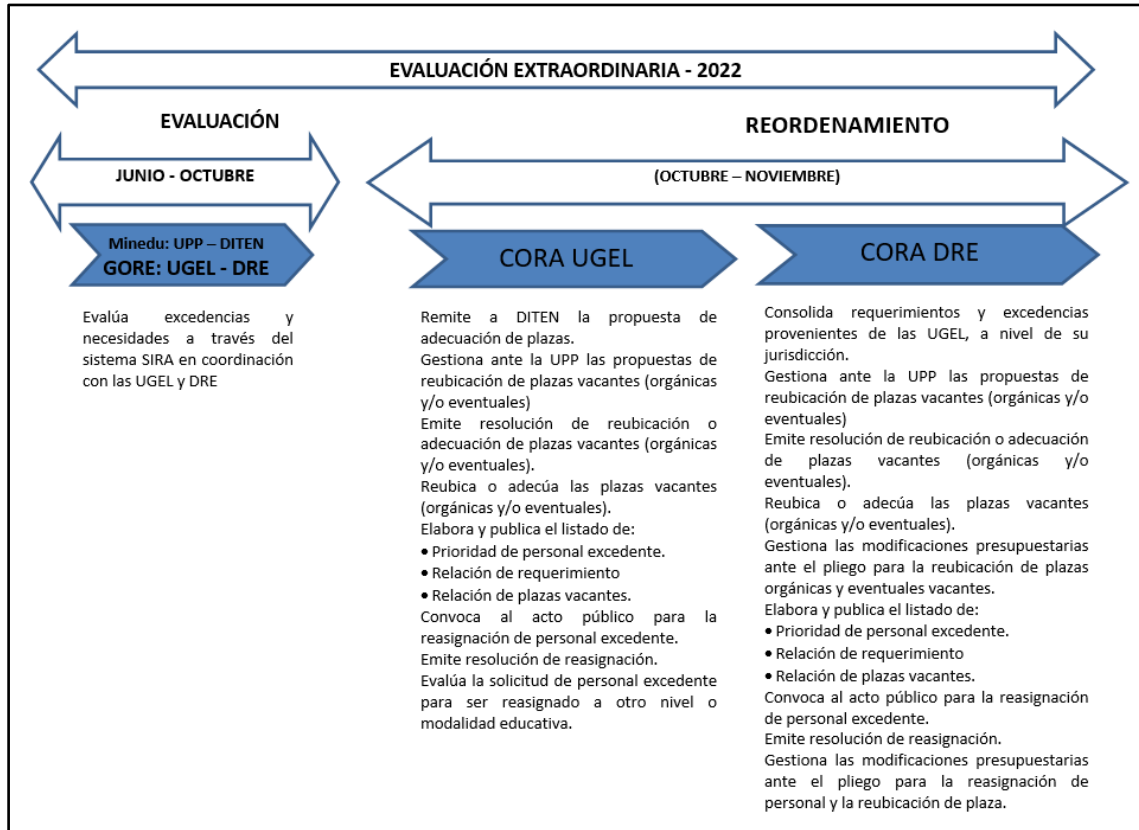 EVALUACIÓN EXTRAORDINARIA - 2022
EVALUACIÓN
JUNIO - OCTUBRE
Minedu: UPP – DITEN
GORE: UGEL - DRE
Evalúa excedencias y
necesidades a través del
sistema SIRA en coordinación
con las UGEL y DRE
REORDENAMIENTO
(OCTUBRE – NOVIEMBRE)
CORA UGEL
Remite a DITEN la propuesta de
adecuación de plazas.
Gestiona ante la UPP las propuestas de
reubicación de plazas vacantes (orgánicas
y/o eventuales)
Emite resolución de reubicación o
adecuación de plazas vacantes (orgánicas
y/o eventuales).
Reubica o adecúa las plazas vacantes
(orgánicas y/o eventuales).
Elabora y publica el listado de:
• Prioridad de personal excedente.
• Relación de requerimiento
• Relación de plazas vacantes.
Convoca al acto público para la
reasignación de personal excedente.
Emite resolución de reasignación.
Evalúa la solicitud de personal excedente
para ser reasignado a otro nivel o
modalidad educativa.
CORA DRE
Consolida requerimientos y excedencias
provenientes de las UGEL, a nivel de su
jurisdicción.
Gestiona ante la UPP las propuestas de
reubicación de plazas vacantes (orgánicas y/o
eventuales)
Emite resolución de reubicación o adecuación
de plazas vacantes (orgánicas y/o
eventuales).
Reubica o adecúa las plazas vacantes
(orgánicas y/o eventuales).
Gestiona las modificaciones presupuestarias
ante el pliego para la reubicación de plazas
orgánicas y eventuales vacantes.
Elabora y publica el listado de:
• Prioridad de personal excedente.
• Relación de requerimiento
• Relación de plazas vacantes.
Convoca al acto público para la reasignación
de personal excedente.
Emite resolución de reasignación.
Gestiona las modificaciones presupuestarias
ante el pliego para la reasignación de
personal y la reubicación de plaza.